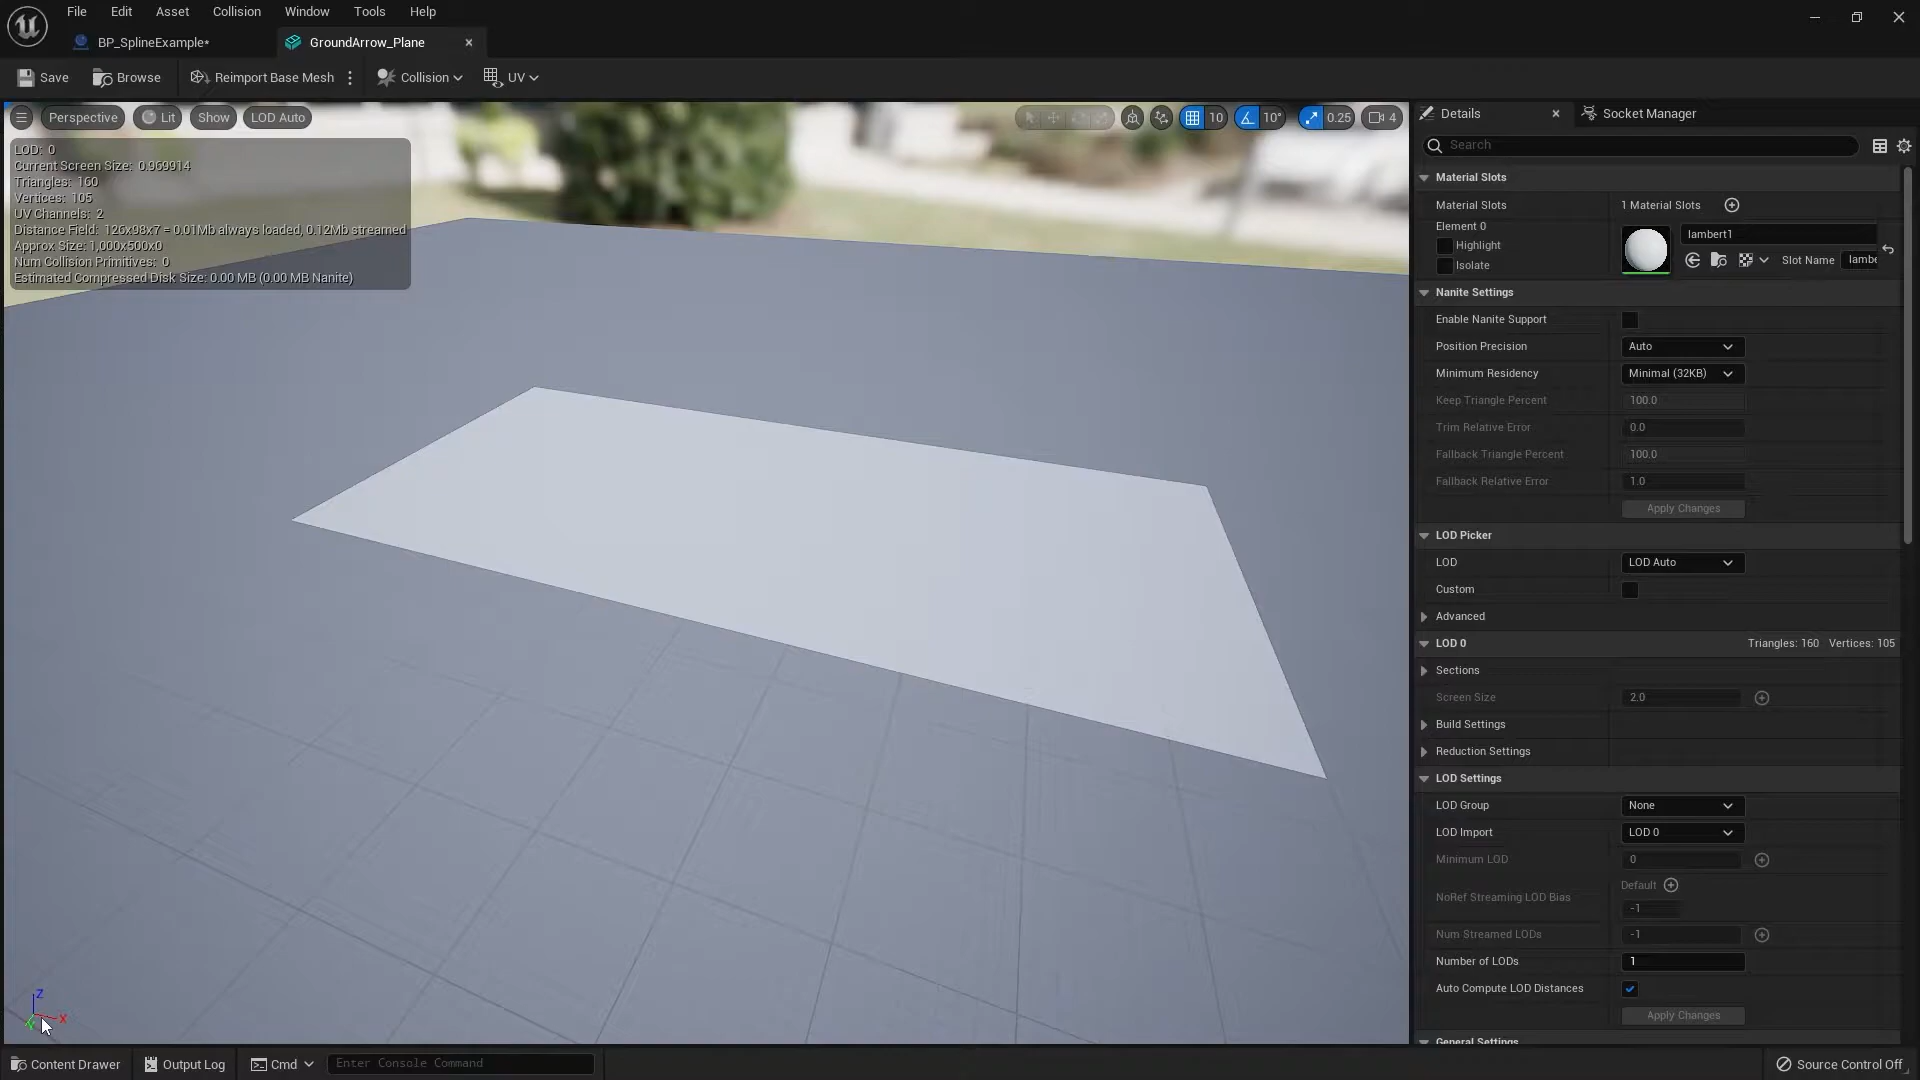 File Edit Asset Collision Window Tools Help
BP_SplineExample* GroundArrow_Plane
Save Browse Reimport Base Mesh Collision UV
Perspective Lit Show LOD Auto 10 10° 0.25 4
LOD: 0
Current Screen Size: 0.969914
Triangles: 160
Vertices: 105
UV Channels: 2
Distance Field: 126x98x7 = 0.01Mb always loaded, 0.12Mb streamed
Approx Size: 1,000x500x0
Num Collision Primitives: 0
Estimated Compressed Disk Size: 0.00 MB (0.00 MB Nanite)
Z
X
Y
Details Socket Manager
Search
Material Slots
Material Slots 1 Material Slots
Element 0
Highlight
Isolate
lambert1
Slot Name lambe
Nanite Settings
Enable Nanite Support
Position Precision Auto
Minimum Residency Minimal (32KB)
Keep Triangle Percent 100.0
Trim Relative Error 0.0
Fallback Triangle Percent 100.0
Fallback Relative Error 1.0
Apply Changes
LOD Picker
LOD LOD Auto
Custom
Advanced
LOD 0 Triangles: 160 Vertices: 105
Sections
Screen Size 2.0
Build Settings
Reduction Settings
LOD Settings
LOD Group None
LOD Import LOD 0
Minimum LOD 0
NoRef Streaming LOD Bias Default
-1
Num Streamed LODs -1
Number of LODs 1
Auto Compute LOD Distances
Apply Changes
General Settings
Content Drawer Output Log Cmd Enter Console Command Source Control Off